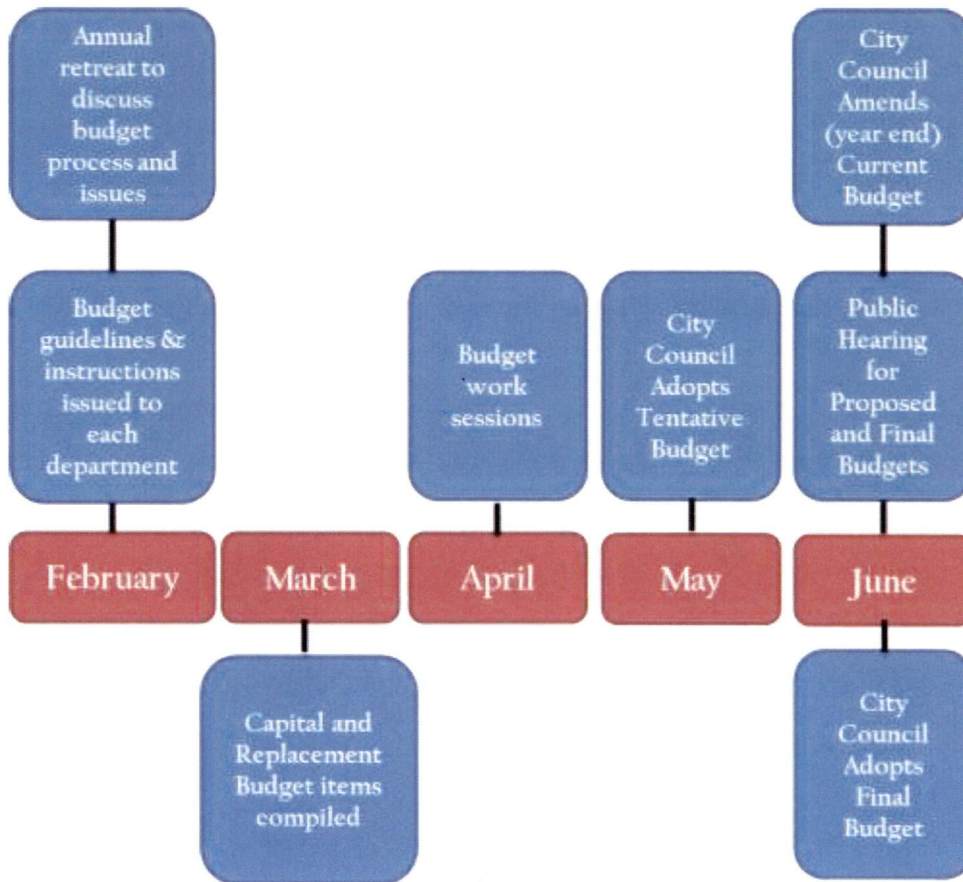 Annual
retreat to
discuss
budget
process and
issues
City
Council
Amends
(year end)
Current
Budget
Budget
guidelines &
instructions
issued to
each
department
Budget
work
sessions
City
Council
Adopts
Tentative
Budget
Public
Hearing
for
Proposed
and Final
Budgets
February
March
April
May
June
Capital and
Replacement
Budget items
compiled
City
Council
Adopts
Final
Budget